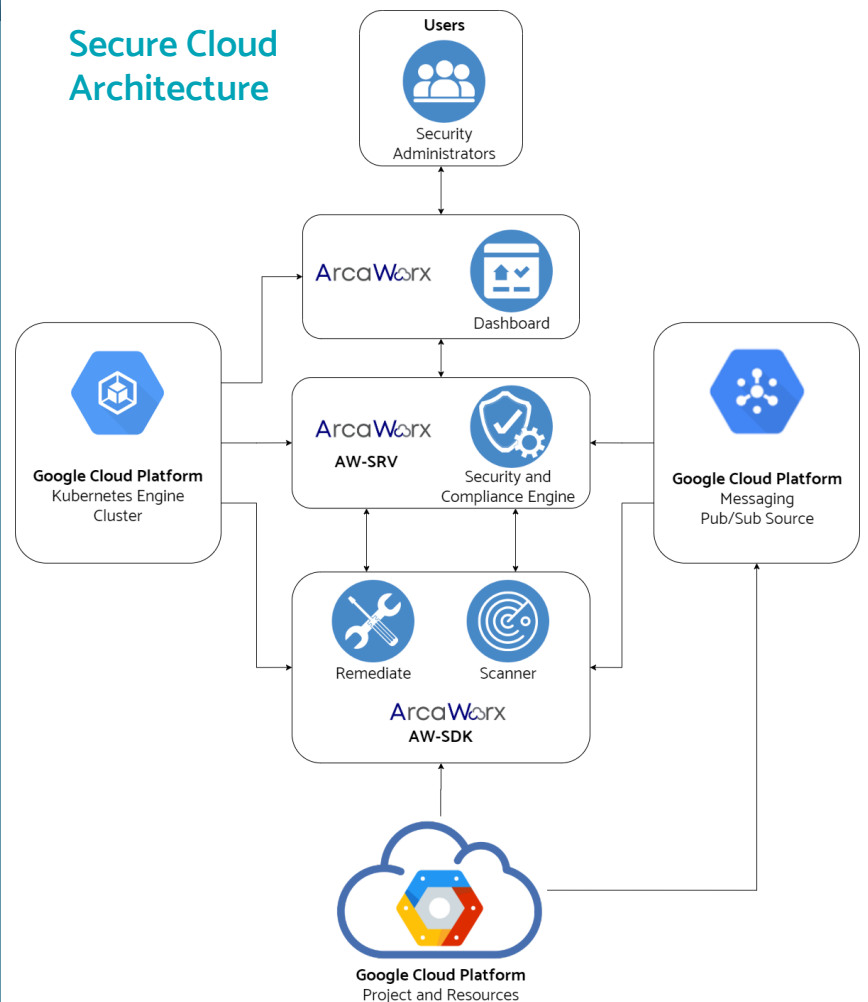 Secure Cloud
Architecture
Users
Security
Administrators
ArcaWorx
Dashboard
Google Cloud Platform
Kubernetes Engine
Cluster
ArcaWorx
AW-SRV
Security and
Compliance Engine
Google Cloud Platform
Messaging
Pub/Sub Source
Remediate
Scanner
ArcaWorx
AW-SDK
Google Cloud Platform
Project and Resources